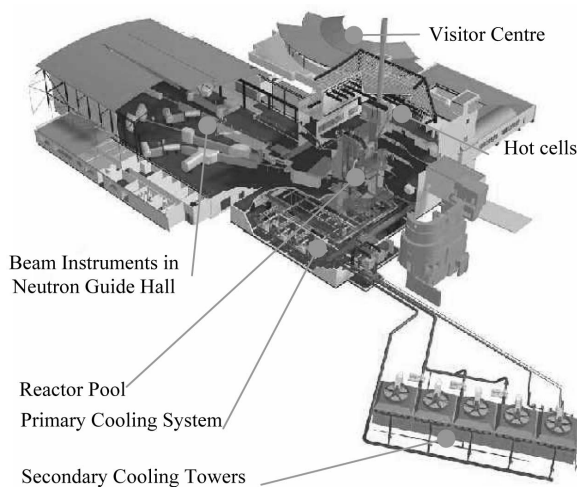 Visitor Centre
Hot cells
Beam Instruments in
Neutron Guide Hall
Reactor Pool
Primary Cooling System
Secondary Cooling Towers